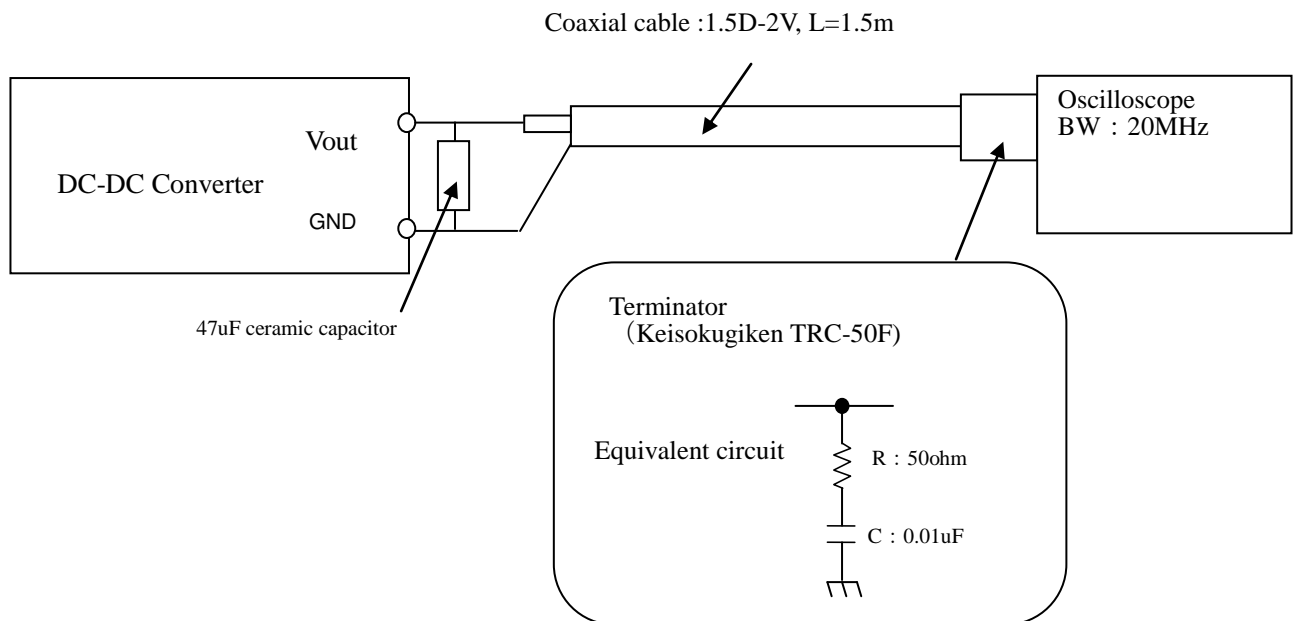 Coaxial cable :1.5D-2V, L=1.5m
Oscilloscope
BW：20MHz
Vout
DC-DC Converter
GND
47uF ceramic capacitor
Terminator
（Keisokugiken TRC-50F)
Equivalent circuit
R：50ohm
C：0.01uF